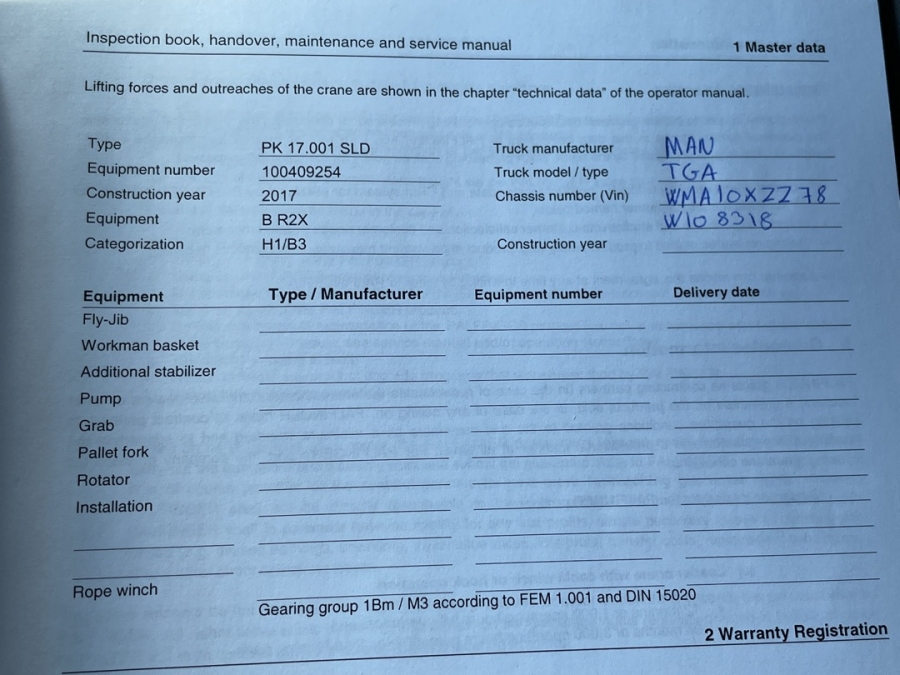 Inspection book, handover, maintenance and service manual 1 Master data
Lifting forces and outreaches of the crane are shown in the chapter "technical data" of the operator manual.
Type PK 17.001 SLD Truck manufacturer MAN
Equipment number 100409254 Truck model / type TGA
Construction year 2017 Chassis number (Vin) WMA10XZZ78
Equipment B R2X W108318
Categorization H1/B3 Construction year
Equipment Type / Manufacturer Equipment number Delivery date
Fly-Jib
Workman basket
Additional stabilizer
Pump
Grab
Pallet fork
Rotator
Installation
Rope winch
Gearing group 1Bm / M3 according to FEM 1.001 and DIN 15020
2 Warranty Registration